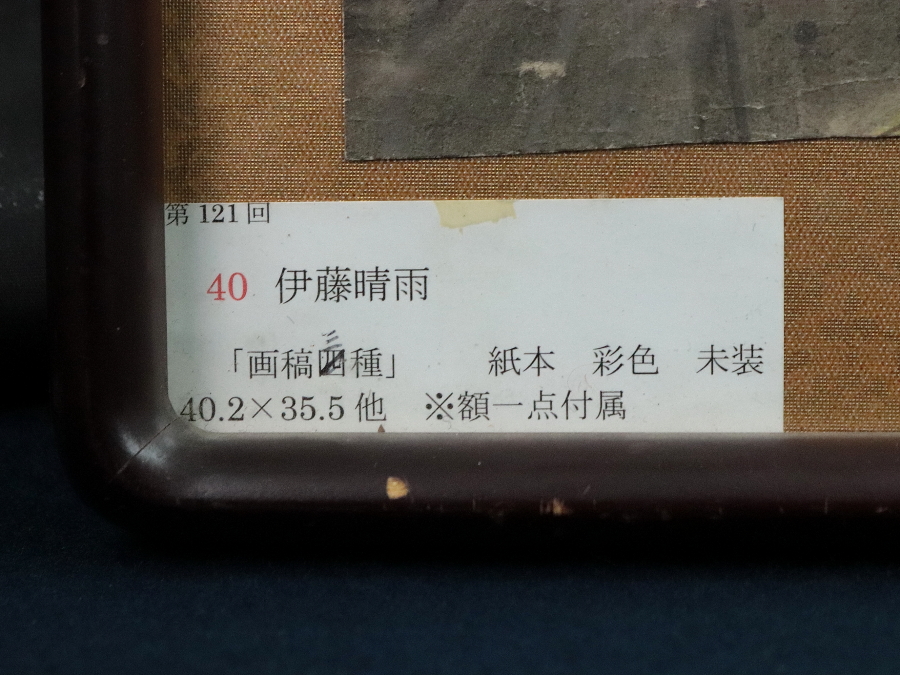 第121回
40 伊藤晴雨
三
「画稿四種」 紙本 彩色 未装
40.2×35.5他 ※額一点付属